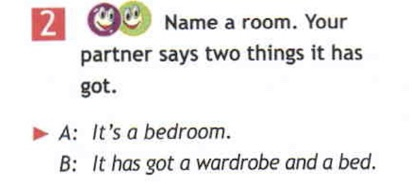 2 Name a room. Your
partner says two things it has
got.
► A: It's a bedroom.
B: It has got a wardrobe and a bed.